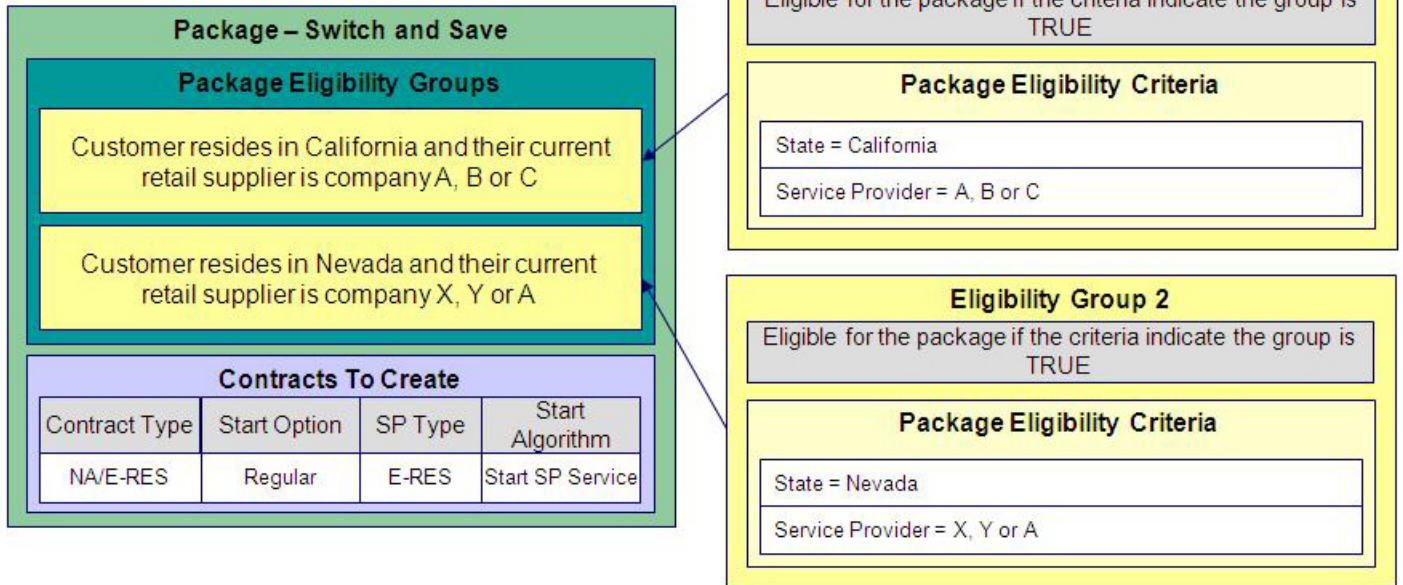 Package – Switch and Save
Package Eligibility Groups
Customer resides in California and their current
retail supplier is company A, B or C
Customer resides in Nevada and their current
retail supplier is company X, Y or A
Contracts To Create
Contract Type Start Option SP Type Start Algorithm
NA/E-RES Regular E-RES Start SP Service
Eligible for the package if the criteria indicate the group is
TRUE
Package Eligibility Criteria
State = California
Service Provider = A, B or C
Eligibility Group 2
Eligible for the package if the criteria indicate the group is
TRUE
Package Eligibility Criteria
State = Nevada
Service Provider = X, Y or A